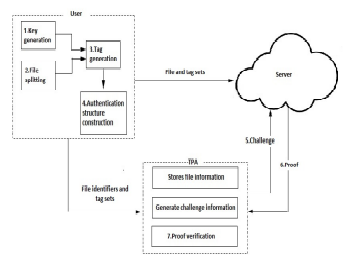 User
1.Key
generation
3.Tag
generation
2.File
splitting
4.Authentication
structure
construction
File and tag sets
Server
5.Challenge
6.Proof
File identifiers and
tag sets
TPA
Stores file information
Generate challenge information
7.Proof verification